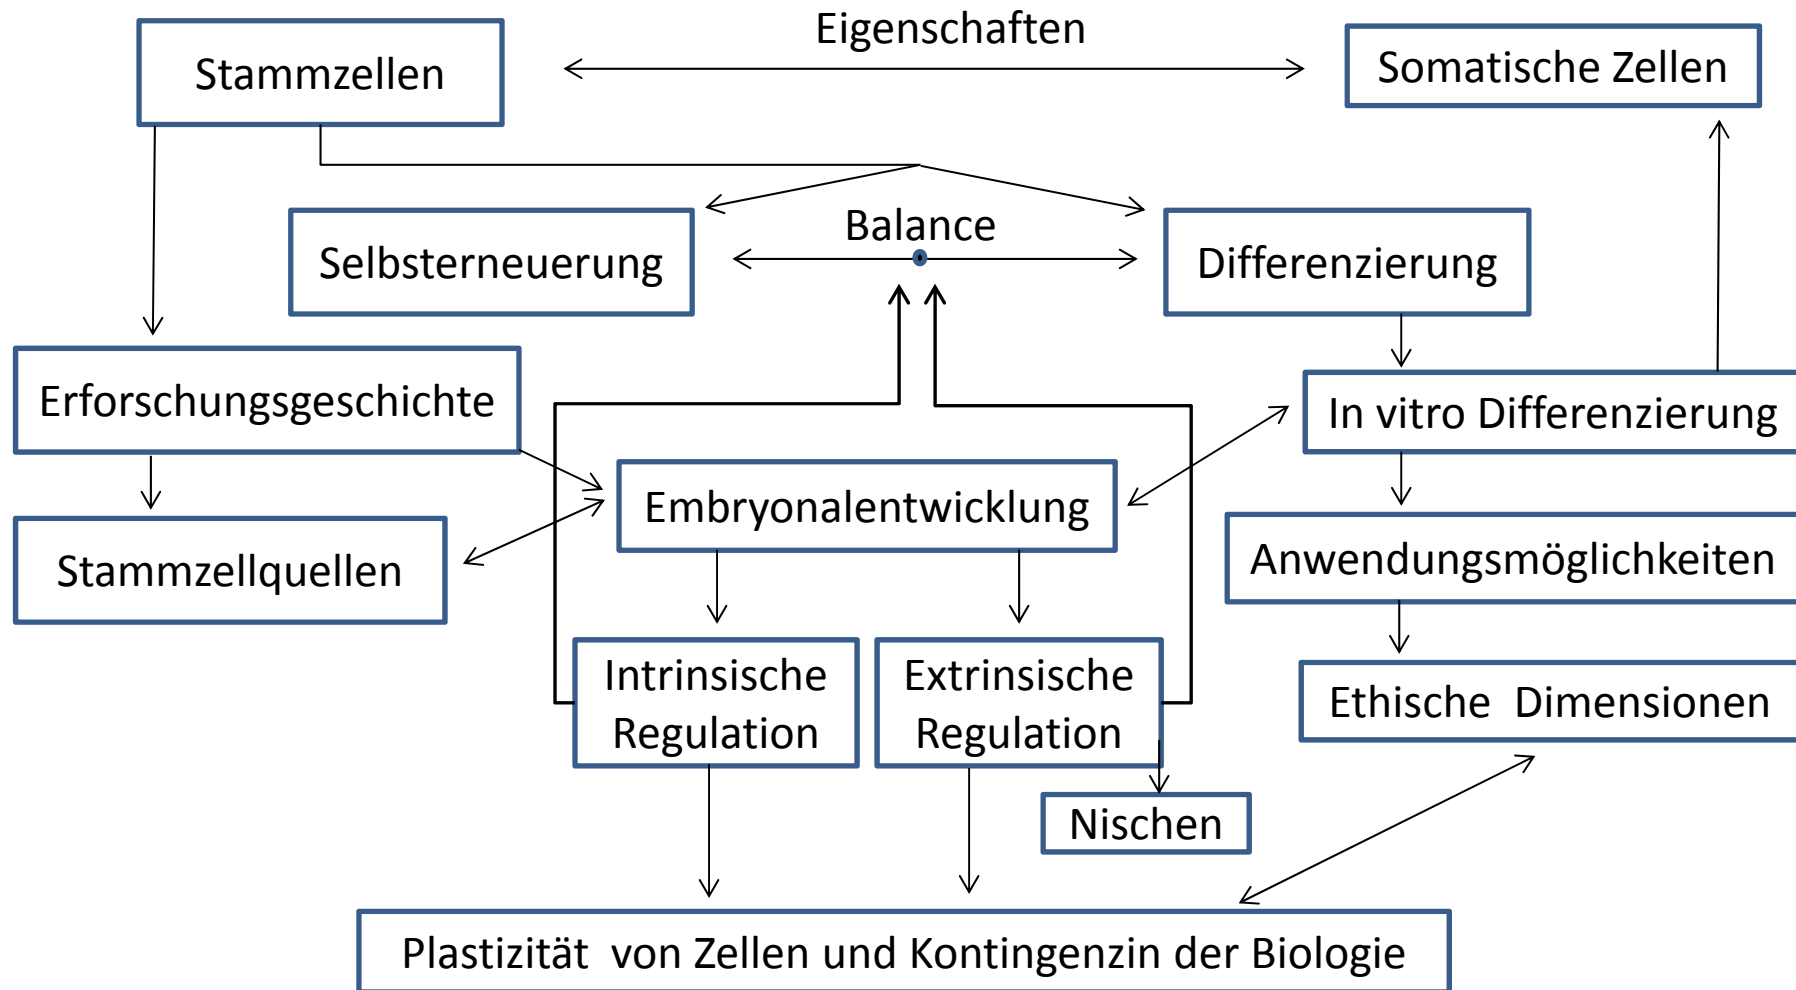 Eigenschaften
Stammzellen
Somatische Zellen
Balance
Selbsterneuerung
Differenzierung
Erforschungsgeschichte
In vitro Differenzierung
Embryonalentwicklung
Stammzellquellen
Anwendungsmöglichkeiten
Intrinsische
Regulation
Extrinsische
Regulation
Ethische  Dimensionen
Nischen
Plastizität  von Zellen und Kontingenzin der Biologie